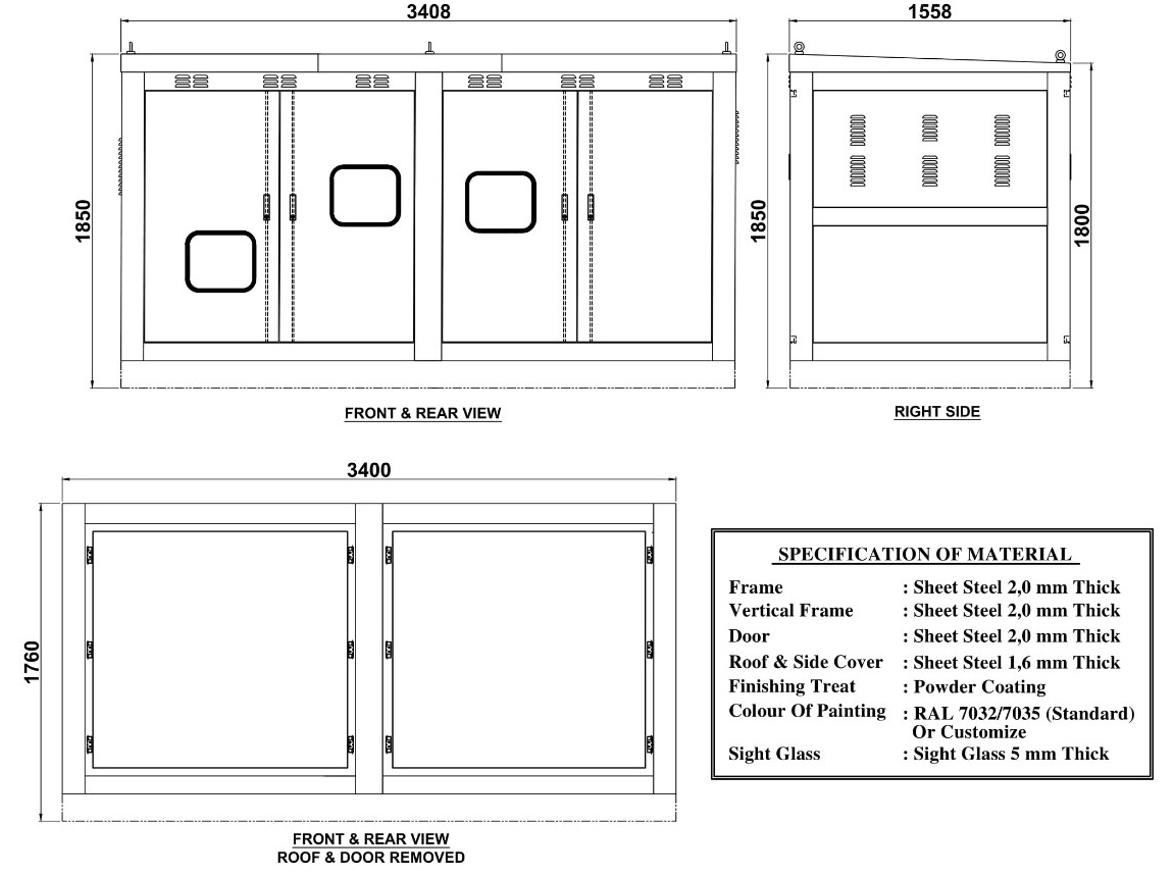 3408
1558
1850
1850
1800
FRONT & REAR VIEW
RIGHT SIDE
3400
1760
FRONT & REAR VIEW
ROOF & DOOR REMOVED
SPECIFICATION OF MATERIAL
Frame : Sheet Steel 2,0 mm Thick
Vertical Frame : Sheet Steel 2,0 mm Thick
Door : Sheet Steel 2,0 mm Thick
Roof & Side Cover : Sheet Steel 1,6 mm Thick
Finishing Treat : Powder Coating
Colour Of Painting : RAL 7032/7035 (Standard)
Or Customize
Sight Glass : Sight Glass 5 mm Thick